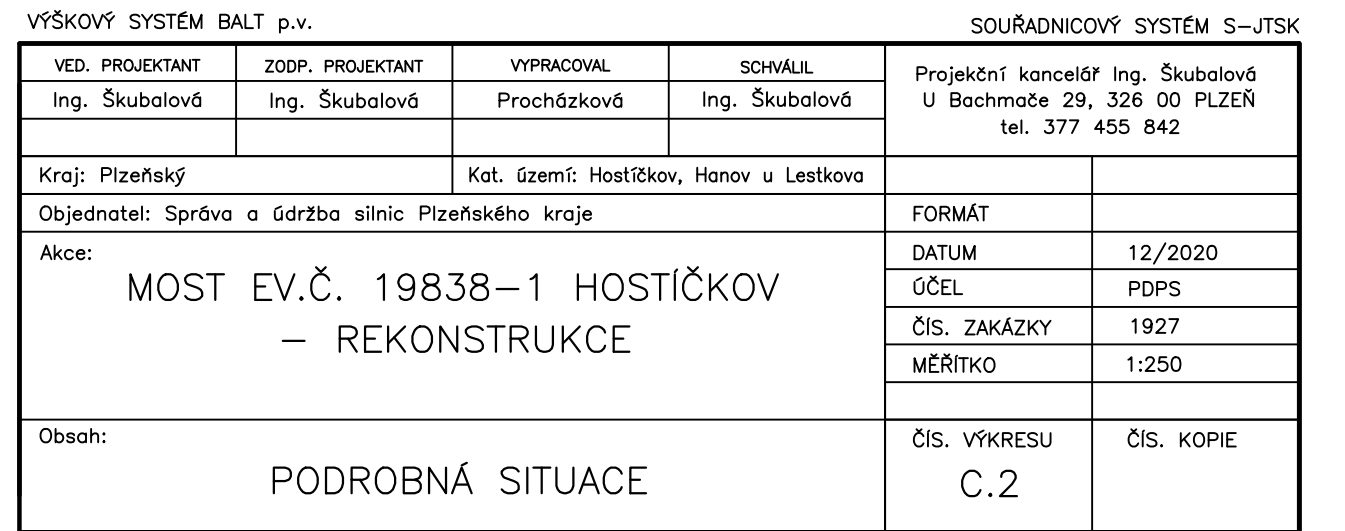 VÝŠKOVÝ SYSTÉM BALT p.v.
SOUŘADNICOVÝ SYSTÉM S-JTSK
VED. PROJEKTANT
ZODP. PROJEKTANT
VYPRACOVAL
SCHVÁLIL
Ing. Škubalová
Ing. Škubalová
Procházková
Ing. Škubalová
Projekční kancelář Ing. Škubalová
U Bachmače 29, 326 00 PLZEŇ
tel. 377 455 842
Kraj: Plzeňský
Kat. území: Hostíčkov, Hanov u Lestkova
Objednatel: Správa a údržba silnic Plzeňského kraje
FORMÁT
Akce:
MOST EV.Č. 19838-1 HOSTÍČKOV
- REKONSTRUKCE
DATUM
12/2020
ÚČEL
PDPS
ČÍS. ZAKÁZKY
1927
MĚŘÍTKO
1:250
Obsah:
PODROBNÁ SITUACE
ČÍS. VÝKRESU
C.2
ČÍS. KOPIE